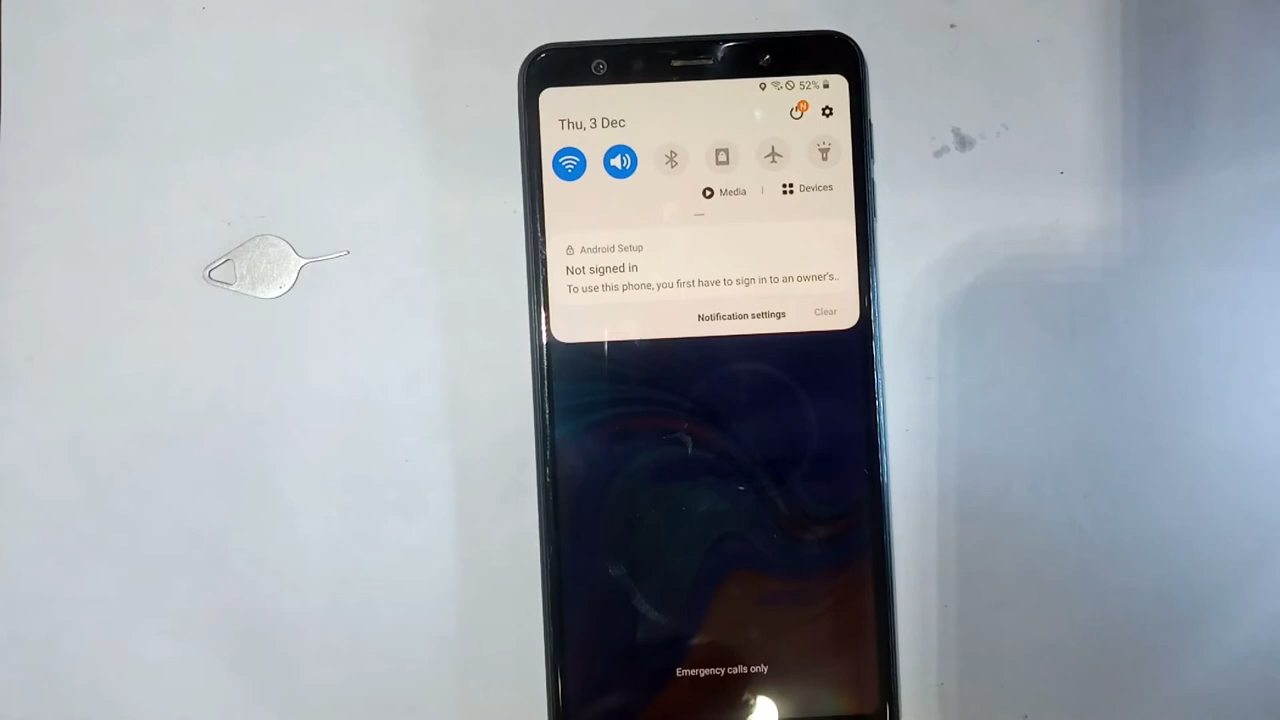 52%
N
Thu, 3 Dec
Media | Devices
Android Setup
Not signed in
To use this phone, you first have to sign in to an owner's..
Notification settings Clear
Emergency calls only